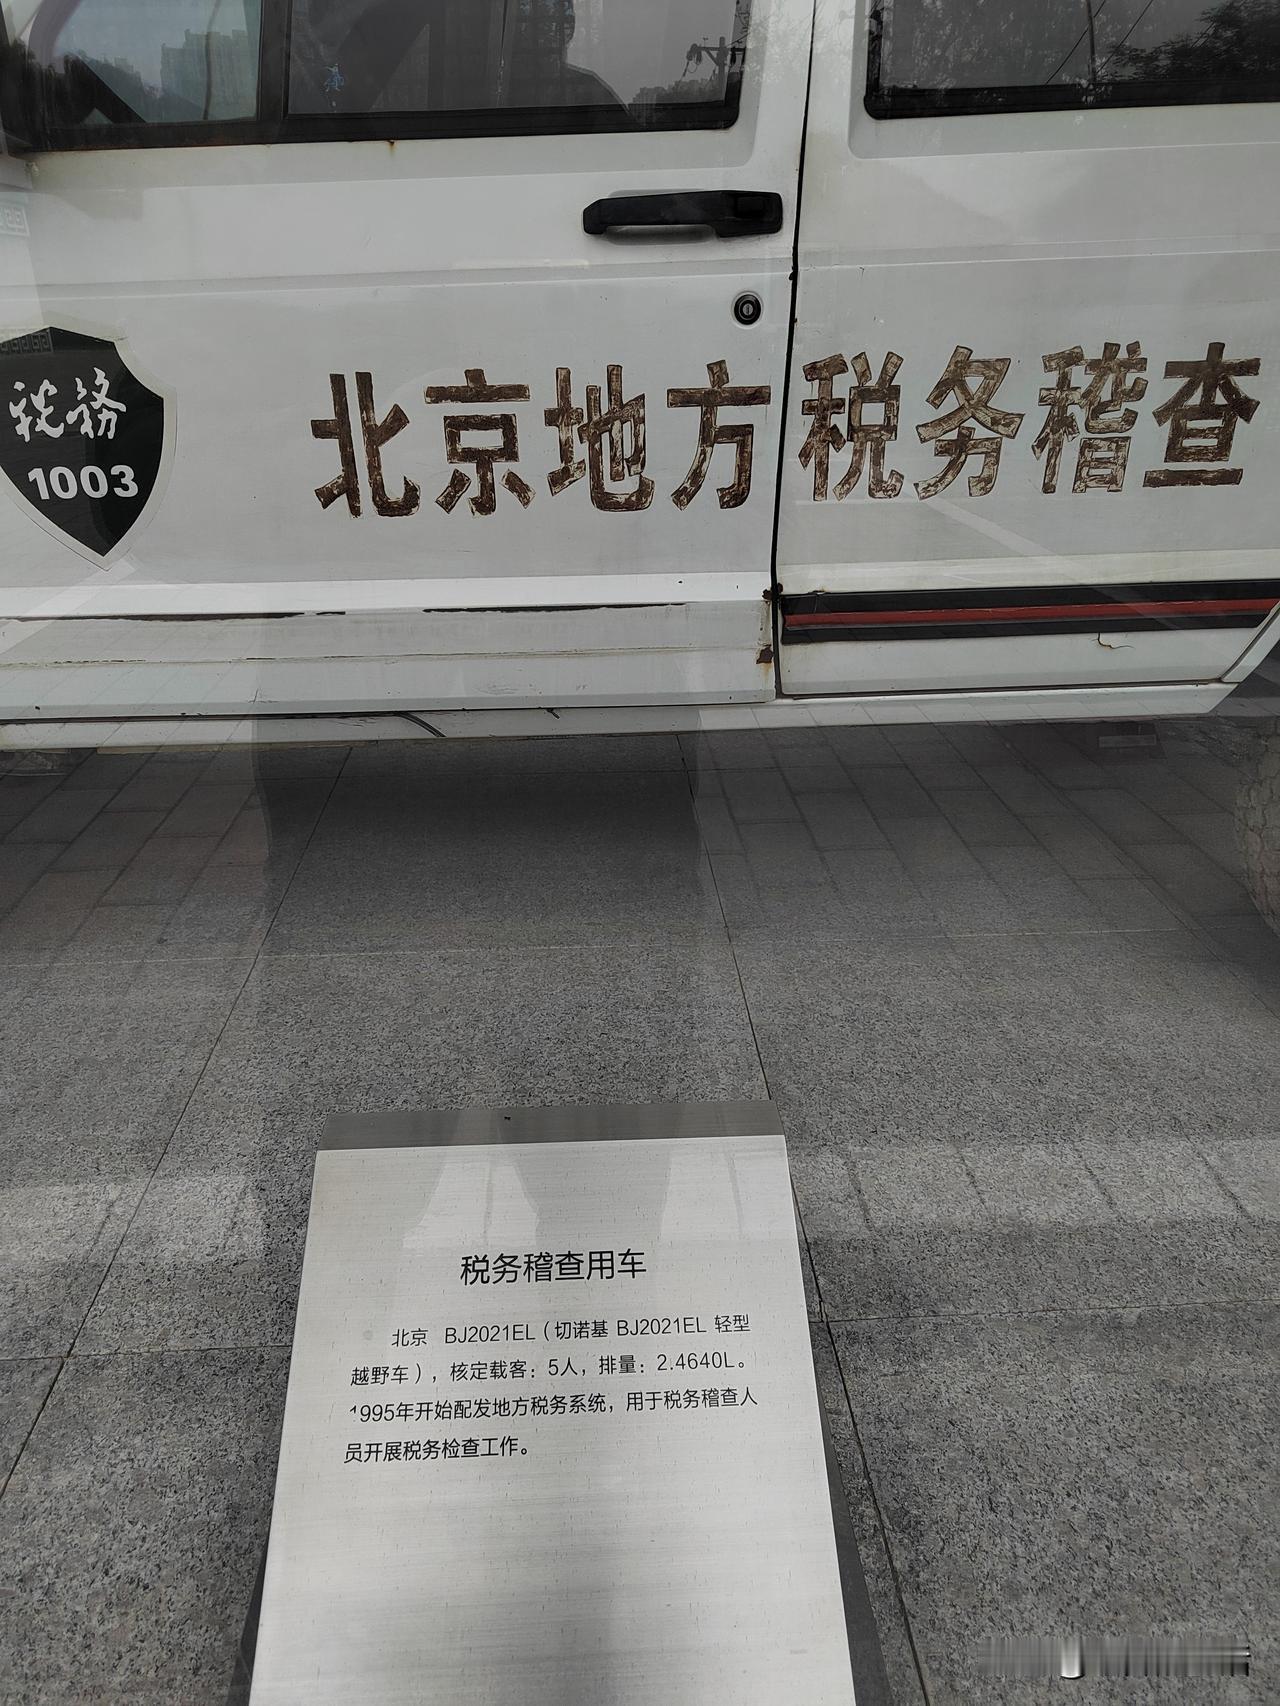 税務
1003
北京地方税务稽查
税务稽查用车
北京 BJ2021EL（切诺基 BJ2021EL 轻型
越野车），核定载客：5人，排量：2.4640L。
1995年开始配发地方税务系统，用于税务稽查人
员开展税务检查工作。